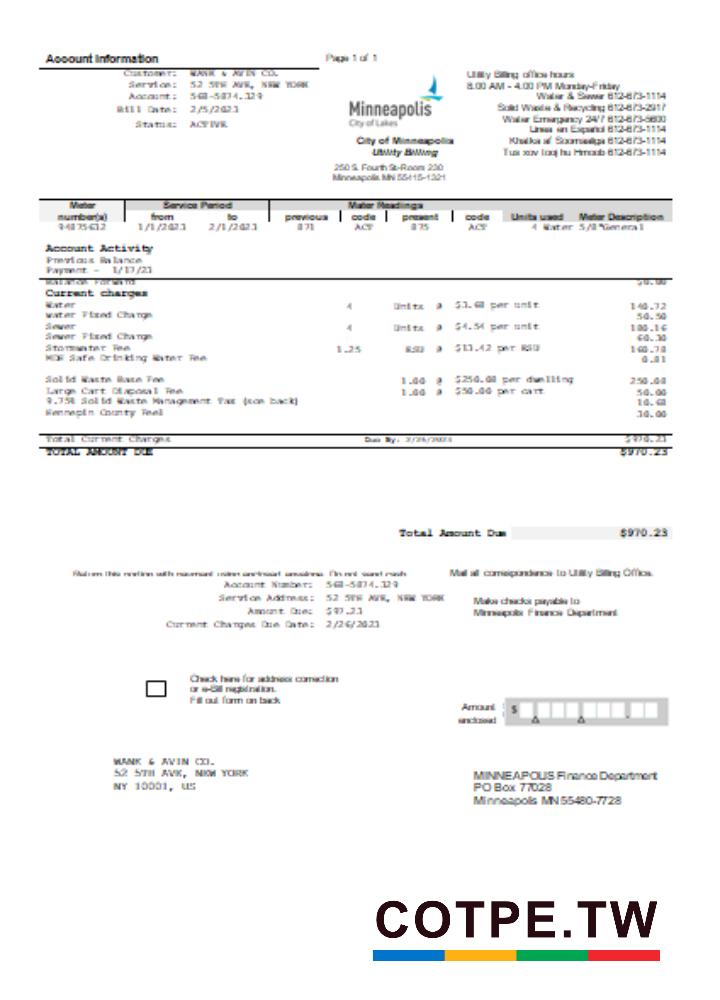 Account Information
Page 1 of 1
Customer: WANK & AVIN CO.
Service: 52 5TH AVE, NEW YORK
Account: 568-5874.329
Bill Date: 2/5/2023
Status: ACTIVE
Minneapolis
City of Lakes
City of Minneapolis
Utility Billing
250 S. Fourth St-Room 230
Minneapolis MN 55415-1321
Utility Billing office hours
8:00 AM - 4:00 PM Monday-Friday
Water & Sewer 612-673-1114
Solid Waste & Recycling 612-673-2917
Water Emergency 24/7 612-673-5600
Linea en Español 612-673-1114
Khadka af Soomaaliga 612-673-1114
Tus xov tooj hu Hmoob 612-673-1114
Meter Service Period Mater Readings
number(s) from to previous code present code Units used Meter Description
94875612 1/1/2023 2/1/2023 871 ACT 875 ACT 4 Water 5/8"General
Account Activity
Previous Balance
Payment - 1/17/23
Balance Forward $0.00
Current charges
Water 4 Units @ $3.68 per unit 140.72
Water Fixed Charge 50.50
Sewer 4 Units @ $4.54 per unit 180.16
Sewer Fixed Charge 60.30
Stormwater Fee 1.25 ESU @ $13.42 per ESU 160.78
MDH Safe Drinking Water Fee 0.81
Solid Waste Base Fee 1.00 @ $250.08 per dwelling 250.08
Large Cart Disposal Fee 1.00 @ $50.00 per cart 50.00
9.75% Solid Waste Management Tax (see back) 10.68
Hennepin County Feel 30.00
Total Current Charges Due By: 2/26/2023 $970.23
TOTAL AMOUNT DUE $970.23
Total Amount Due $970.23
Return this portion with payment using enclosed envelope. Do not send cash
Mail all correspondence to Utility Billing Office.
Account Number: 568-5874.329
Service Address: 52 5TH AVE, NEW YORK
Amount Due: $97.23
Current Charges Due Date: 2/26/2023
Make checks payable to
Minneapolis Finance Department
Check here for address correction
or e-Bill registration.
Fill out form on back
Amount
enclosed
$
WANK & AVIN CO.
52 5TH AVE, NEW YORK
NY 10001, US
MINNEAPOLIS Finance Department
PO Box 77028
Minneapolis MN 55480-7728
COTPE.TW